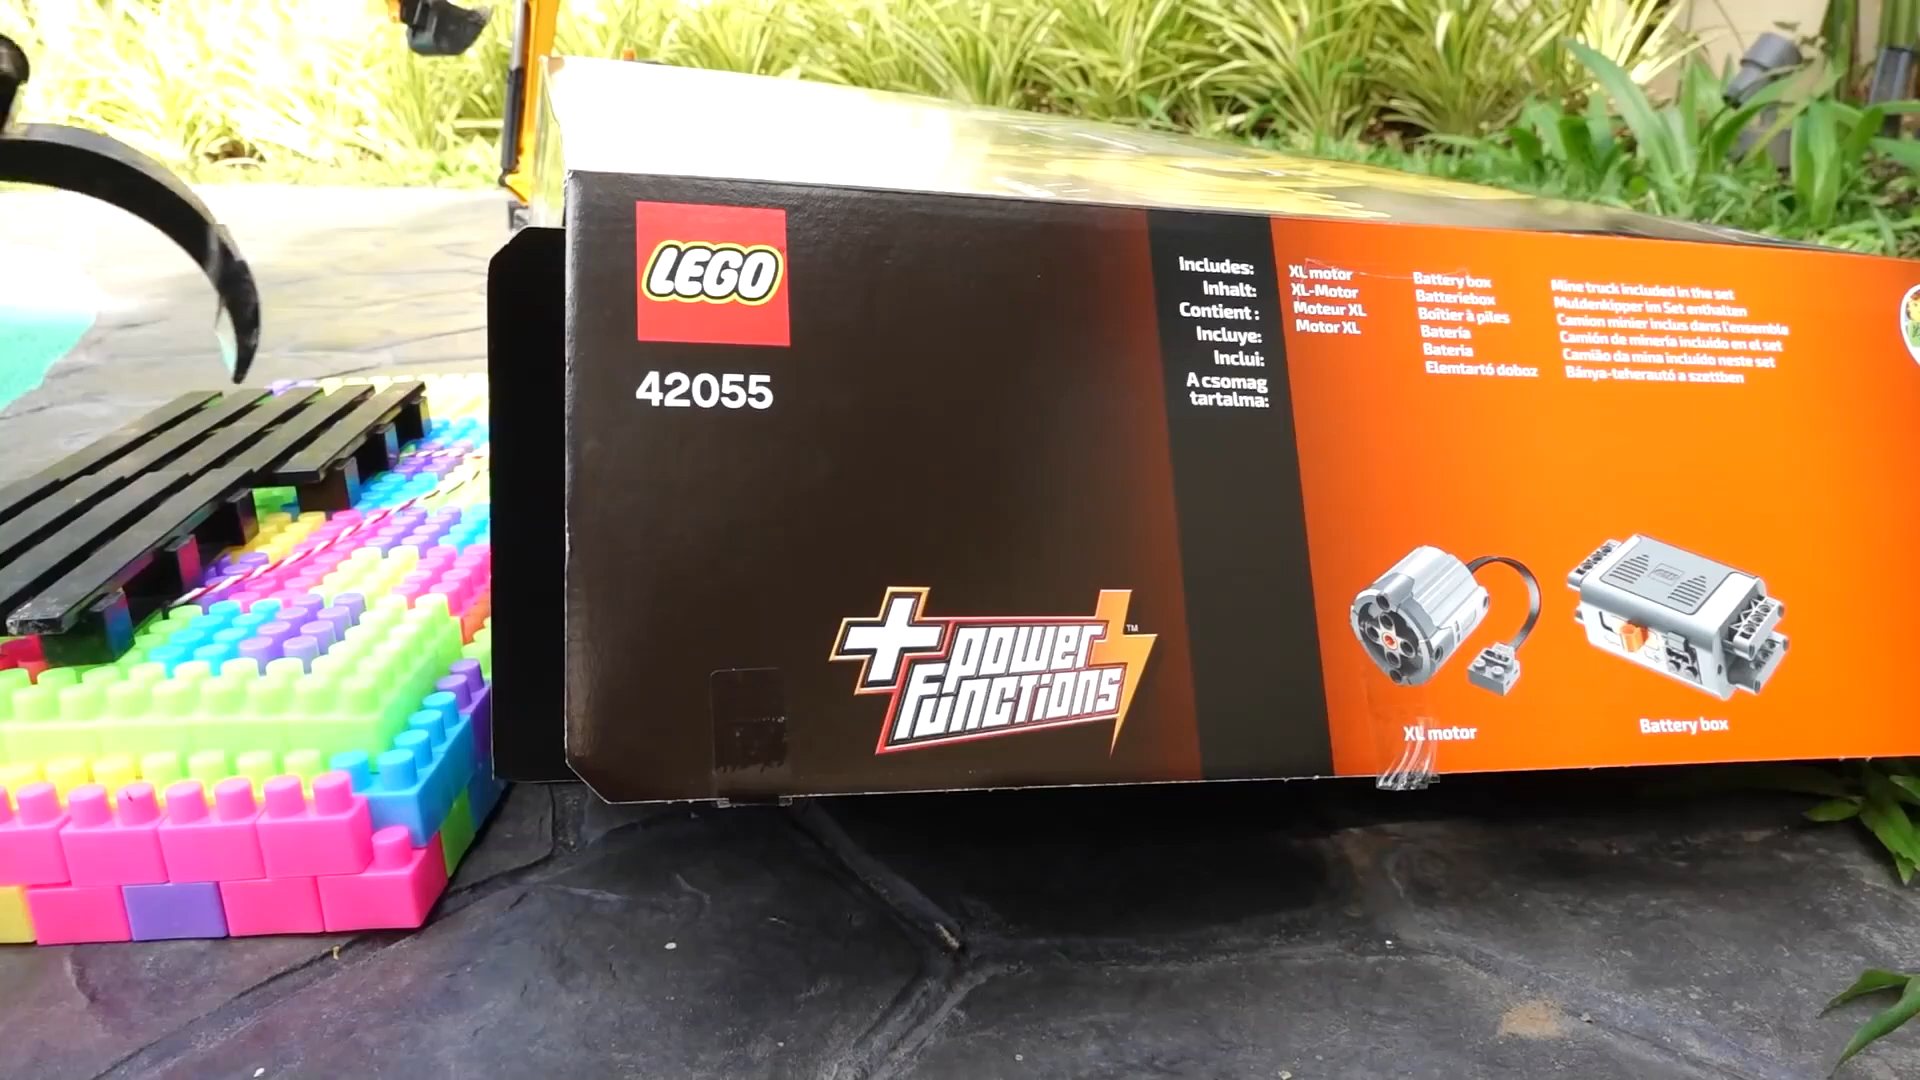 LEGO
42055
+ power
functions
TM
Includes:
Inhalt:
Contient :
Incluye:
Inclui:
A csomag
tartalma:
XL motor
XL-Motor
Moteur XL
Motor XL
Battery box
Batteriebox
Boîtier à piles
Batería
Bateria
Elemtartó doboz
Mine truck included in the set
Muldenkipper im Set enthalten
Camion minier inclus dans l'ensemble
Camión de minería incluido en el set
Camião da mina incluído neste set
Bánya-teherautó a szettben
XL motor
Battery box